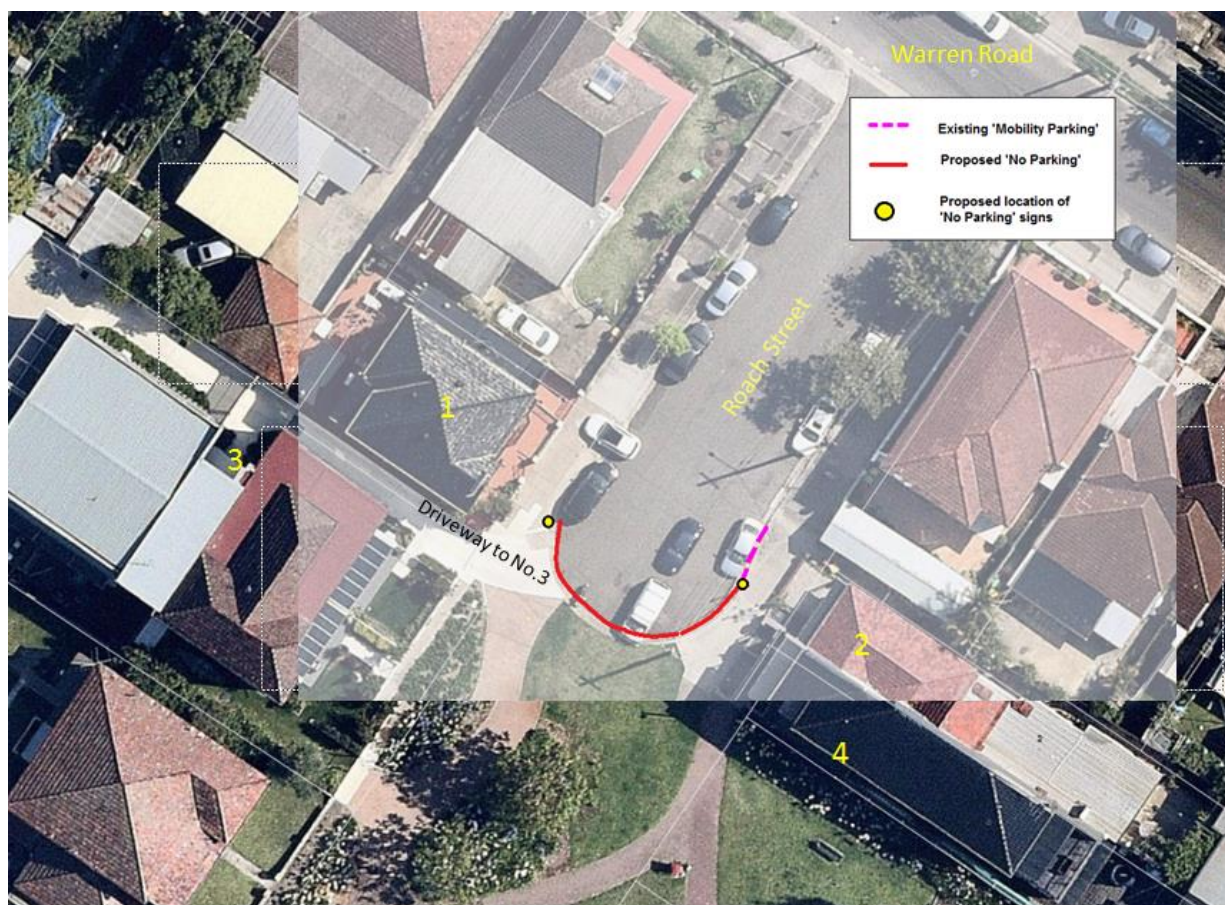 Warren Road
Existing 'Mobility Parking'
Proposed 'No Parking'
Proposed location of
'No Parking' signs
Roach Street
1
3
Driveway to No.3
2
4